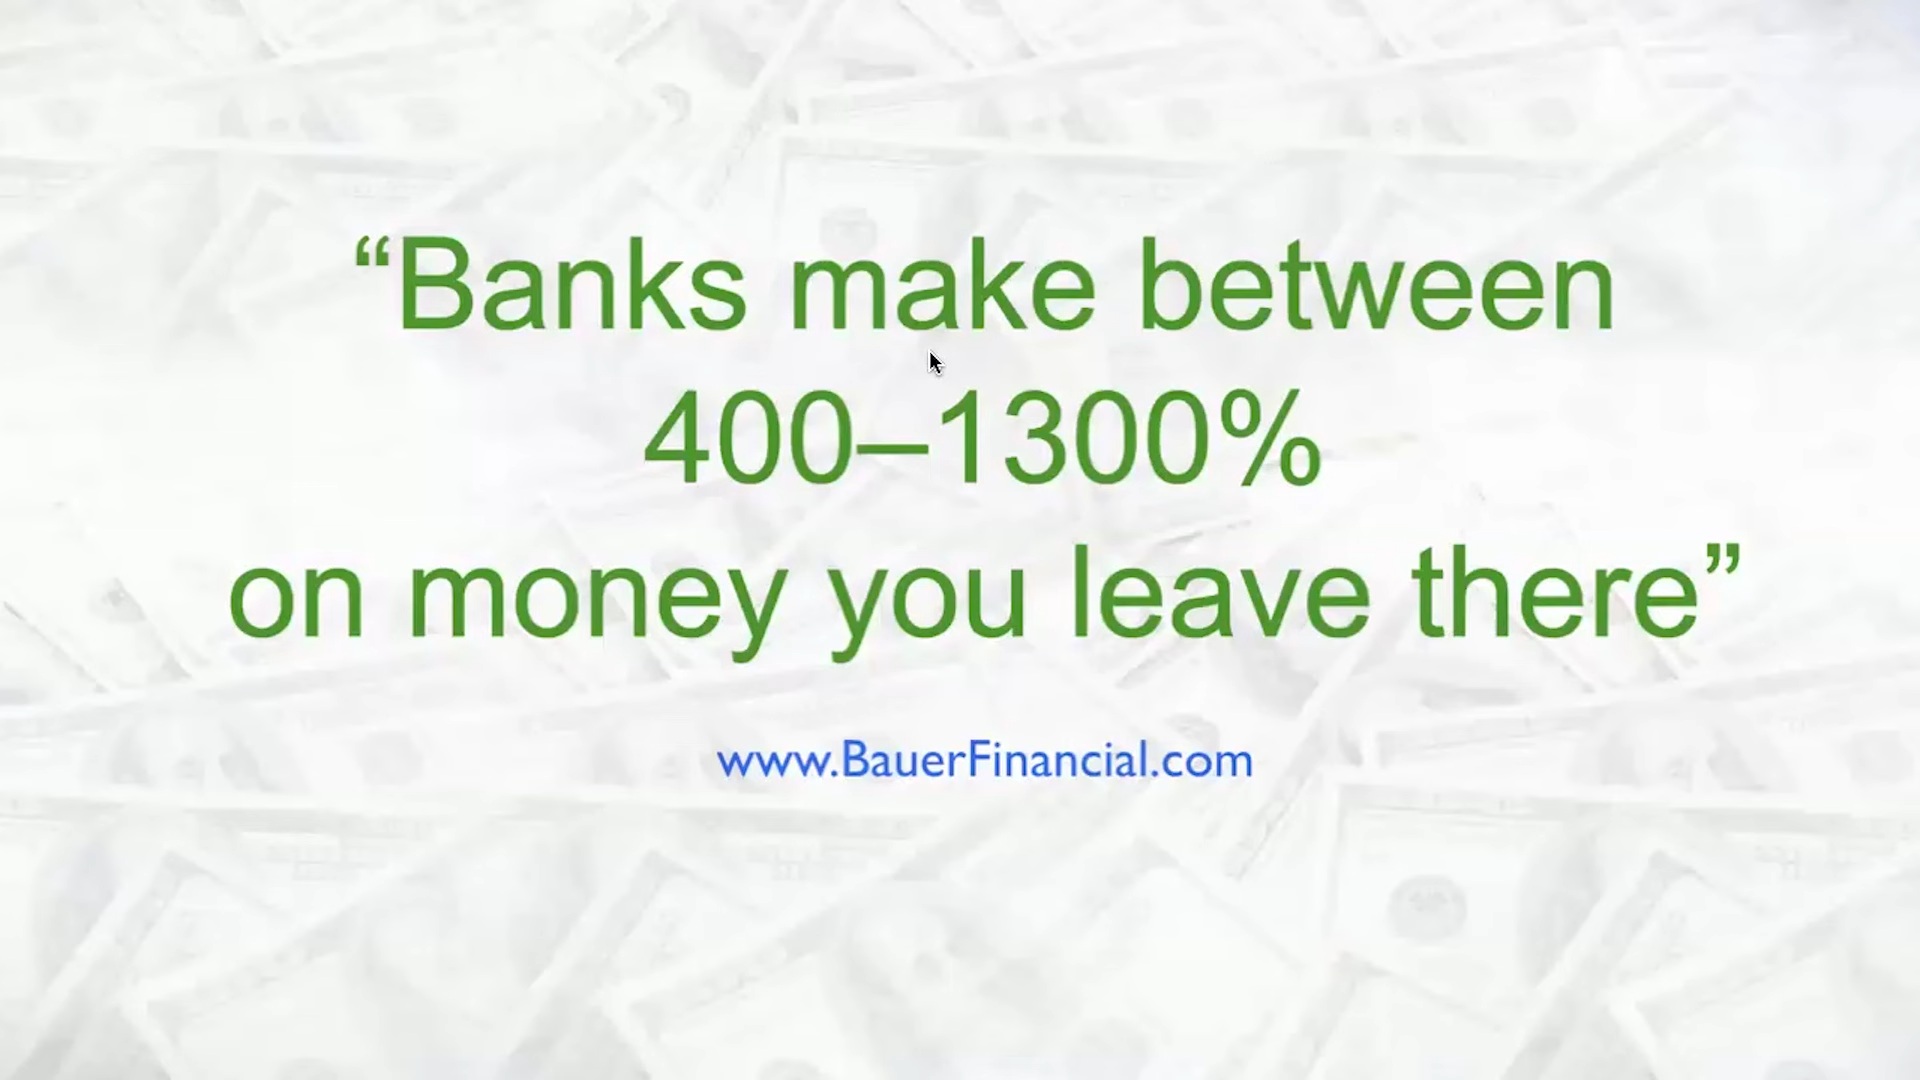 “Banks make between
400–1300%
on money you leave there”
www.BauerFinancial.com